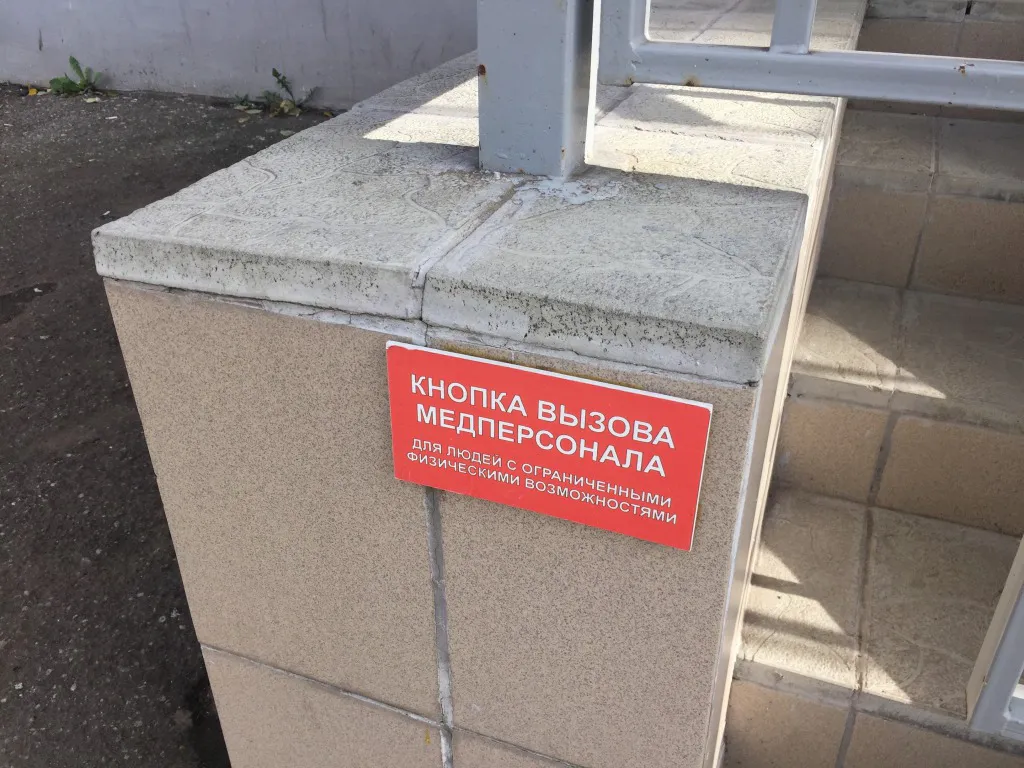 КНОПКА ВЫЗОВА
МЕДПЕРСОНАЛА
ДЛЯ ЛЮДЕЙ С ОГРАНИЧЕННЫМИ
ФИЗИЧЕСКИМИ ВОЗМОЖНОСТЯМИ